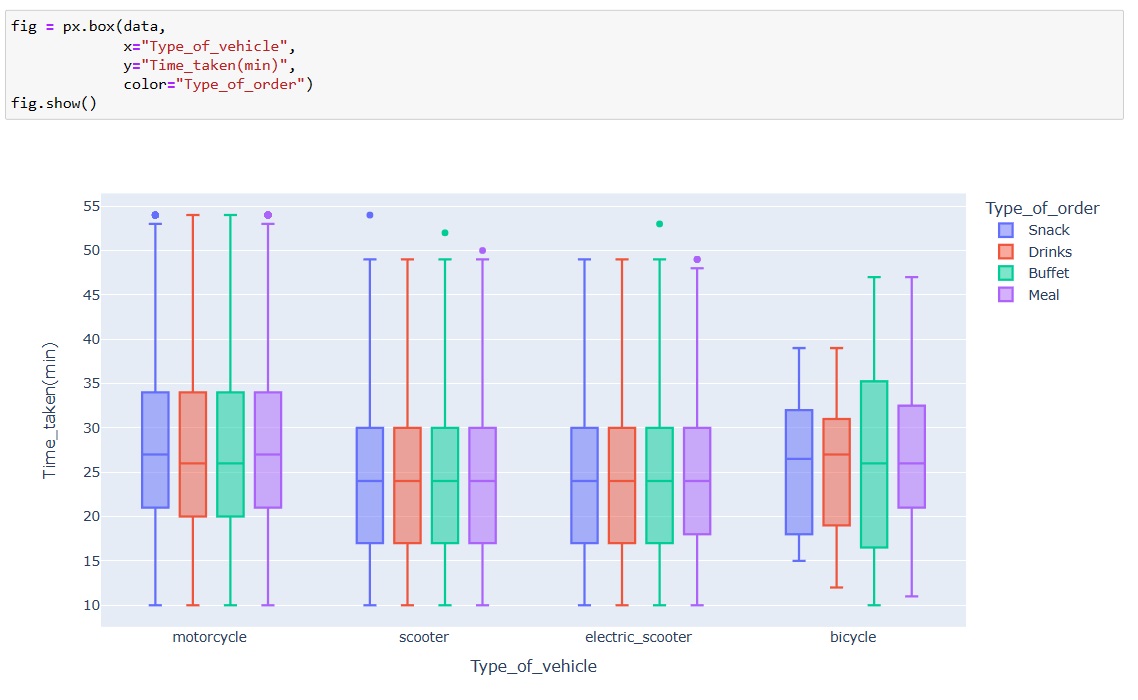 fig = px.box(data,
x="Type_of_vehicle",
y="Time_taken(min)",
color="Type_of_order")
fig.show()
Type_of_order
Snack
Drinks
Buffet
Meal
55
50
45
40
35
30
25
20
15
10
Time_taken(min)
motorcycle scooter electric_scooter bicycle
Type_of_vehicle